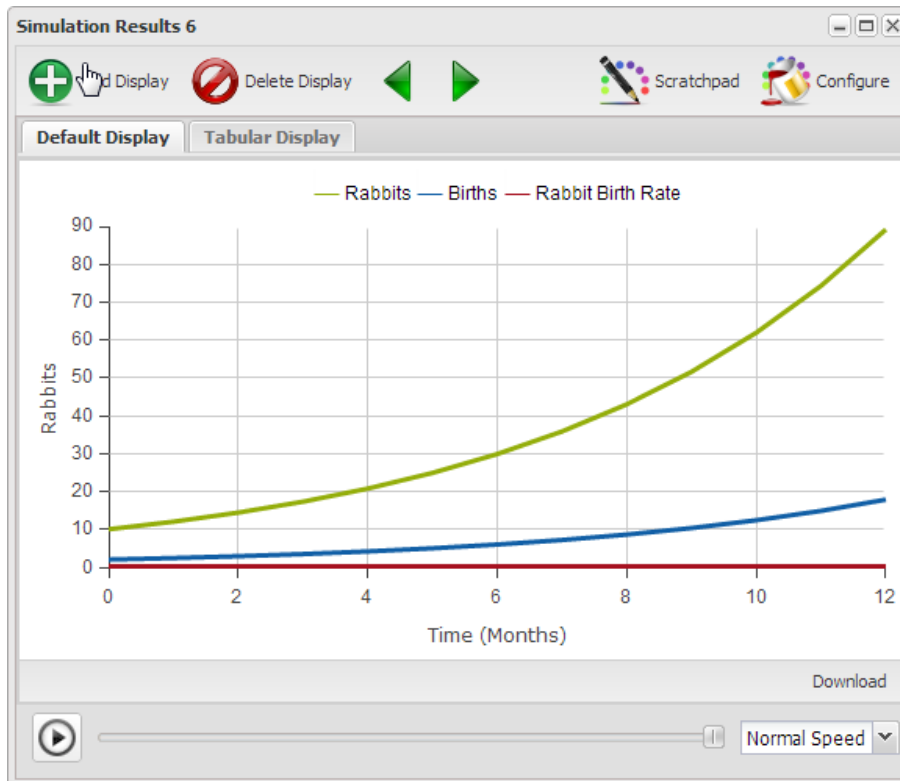 Simulation Results 6
d Display Delete Display Scratchpad Configure
Default Display Tabular Display
Rabbits Births Rabbit Birth Rate
90
80
70
60
50
40
30
20
10
0
Rabbits
0 2 4 6 8 10 12
Time (Months)
Download
Normal Speed